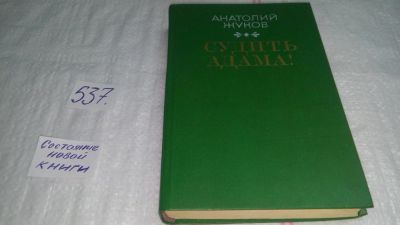 537.
Состояние
новой
книги
АНАТОЛИЙ
ЖУКОВ
СУДИТЬ
АДАМА!